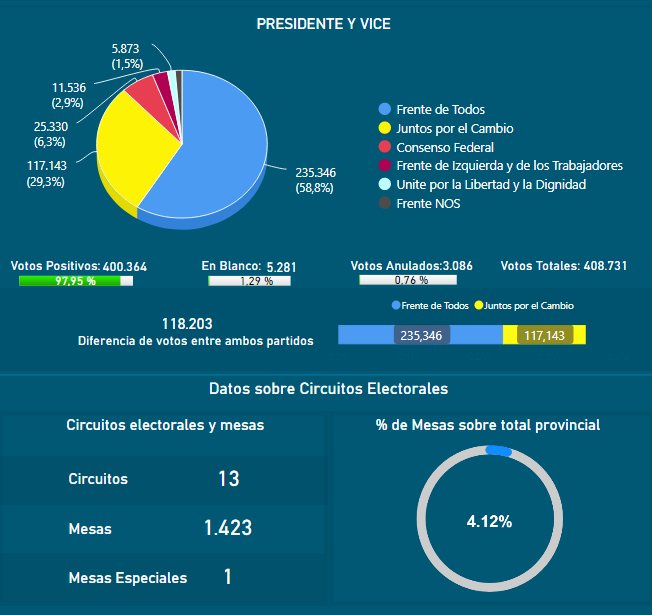 PRESIDENTE Y VICE
5.873
(1,5%)
11.536
(2,9%)
25.330
(6,3%)
117.143
(29,3%)
235.346
(58,8%)
Frente de Todos
Juntos por el Cambio
Consenso Federal
Frente de Izquierda y de los Trabajadores
Unite por la Libertad y la Dignidad
Frente NOS
Votos Positivos: 400.364
97,95 %
En Blanco: 5.281
1,29 %
Votos Anulados:3.086
0,76 %
Votos Totales: 408.731
118.203
Diferencia de votos entre ambos partidos
Frente de Todos Juntos por el Cambio
235,346 117,143
Datos sobre Circuitos Electorales
Circuitos electorales y mesas
Circuitos 13
Mesas 1.423
Mesas Especiales 1
% de Mesas sobre total provincial
4.12%